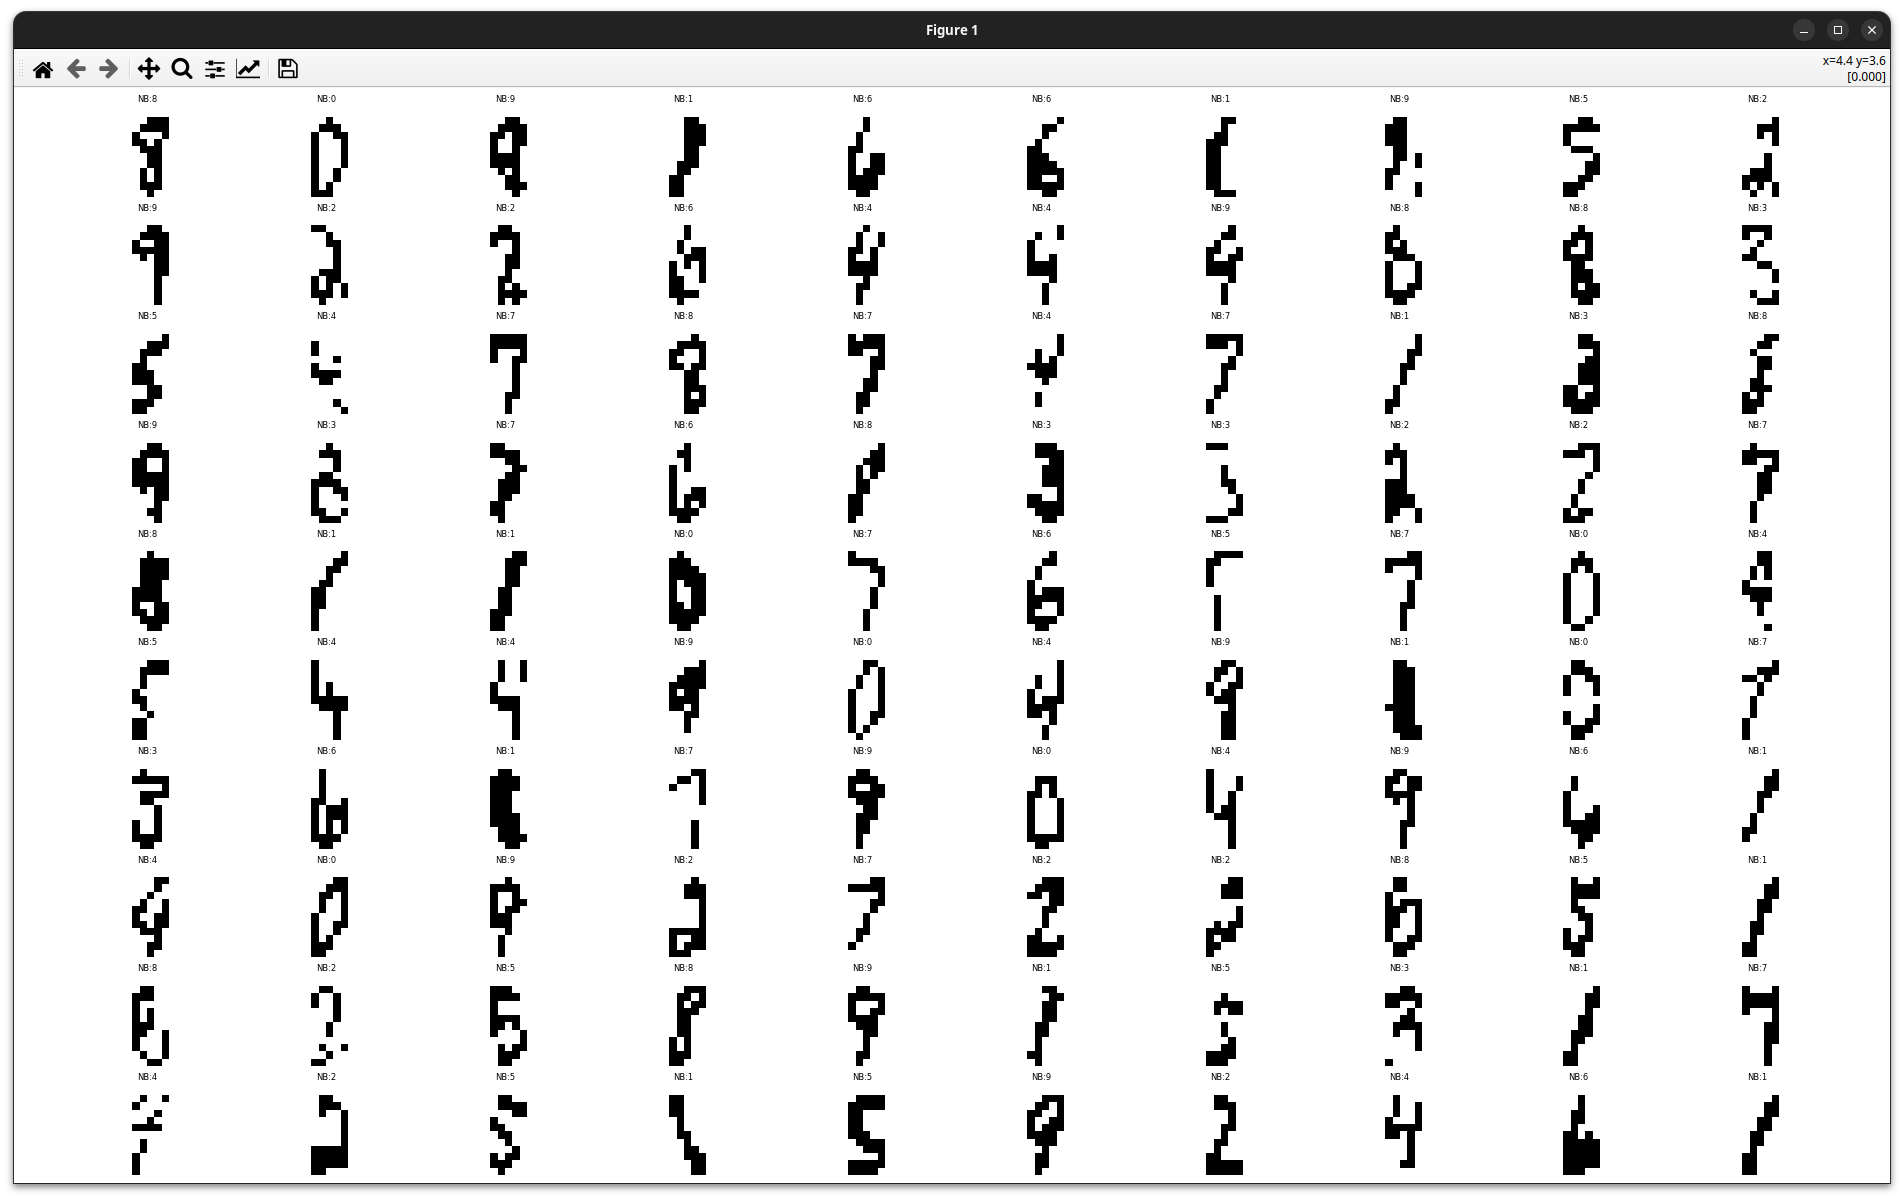 Figure 1
x=4.4 y=3.6
[0.000]
NB:8 NB:0 NB:9 NB:1 NB:6 NB:6 NB:1 NB:9 NB:5 NB:2
NB:9 NB:2 NB:2 NB:6 NB:4 NB:4 NB:9 NB:8 NB:8 NB:3
NB:5 NB:4 NB:7 NB:8 NB:7 NB:4 NB:7 NB:1 NB:3 NB:8
NB:9 NB:3 NB:7 NB:6 NB:8 NB:3 NB:3 NB:2 NB:2 NB:7
NB:8 NB:1 NB:1 NB:0 NB:7 NB:6 NB:5 NB:7 NB:0 NB:4
NB:5 NB:4 NB:4 NB:9 NB:0 NB:4 NB:9 NB:1 NB:0 NB:7
NB:3 NB:6 NB:1 NB:7 NB:9 NB:0 NB:4 NB:9 NB:6 NB:1
NB:4 NB:0 NB:9 NB:2 NB:7 NB:2 NB:2 NB:8 NB:5 NB:1
NB:8 NB:2 NB:5 NB:8 NB:9 NB:1 NB:5 NB:3 NB:1 NB:7
NB:4 NB:2 NB:5 NB:1 NB:5 NB:9 NB:2 NB:4 NB:6 NB:1